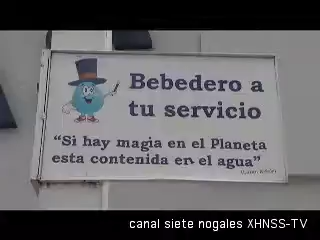 Bebedero a
tu servicio
“Si hay magia en el Planeta
esta contenida en el agua”
canal siete nogales XHNSS-TV